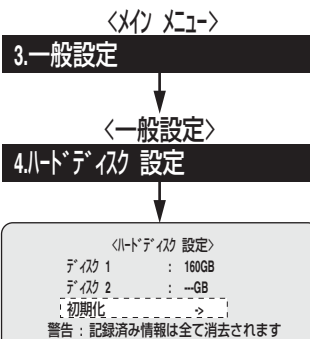 〈ﾒｲﾝ ﾒﾆｭｰ〉
3.一般設定
〈一般設定〉
4.ﾊｰﾄﾞﾃﾞｨｽｸ 設定
〈ﾊｰﾄﾞﾃﾞｨｽｸ 設定〉
ﾃﾞｨｽｸ 1 : 160GB
ﾃﾞｨｽｸ 2 : ---GB
初期化 ->
警告 : 記録済み情報は全て消去されます